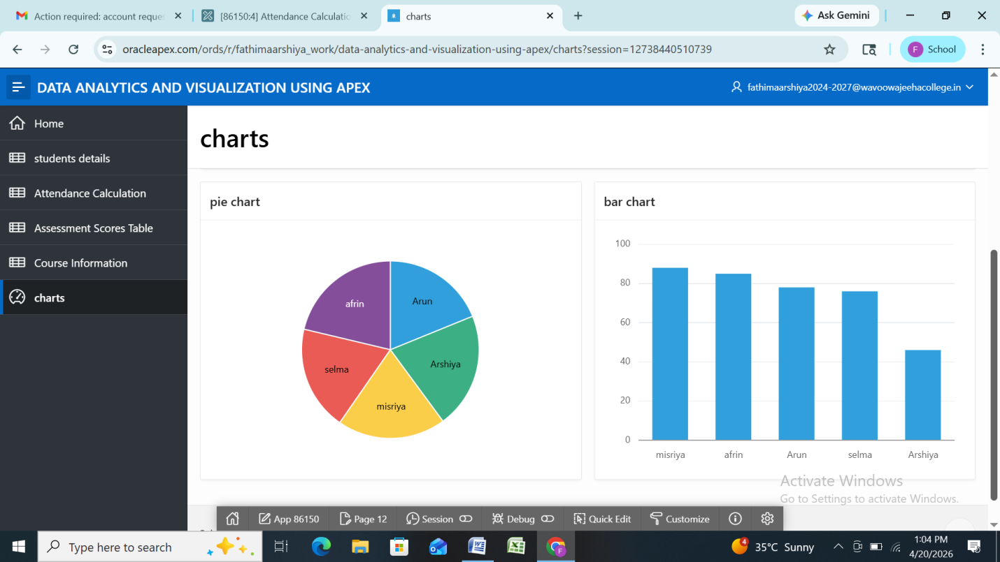 Action required: account reque
[86150:4] Attendance Calculatio
charts
Ask Gemini
oracleapex.com/ords/r/fathimaarshiya_work/data-analytics-and-visualization-using-apex/charts?session=12738440510739
F School
DATA ANALYTICS AND VISUALIZATION USING APEX
fathimaarshiya2024-2027@wavoowajeehacollege.in
Home
students details
Attendance Calculation
Assessment Scores Table
Course Information
charts
charts
pie chart
afrin
Arun
selma
Arshiya
misriya
bar chart
100
80
60
40
20
0
misriya afrin Arun selma Arshiya
Activate Windows
Go to Settings to activate Windows.
App 86150 Page 12 Session Debug Quick Edit Customize
Type here to search
4
35°C Sunny
1:04 PM
4/20/2026